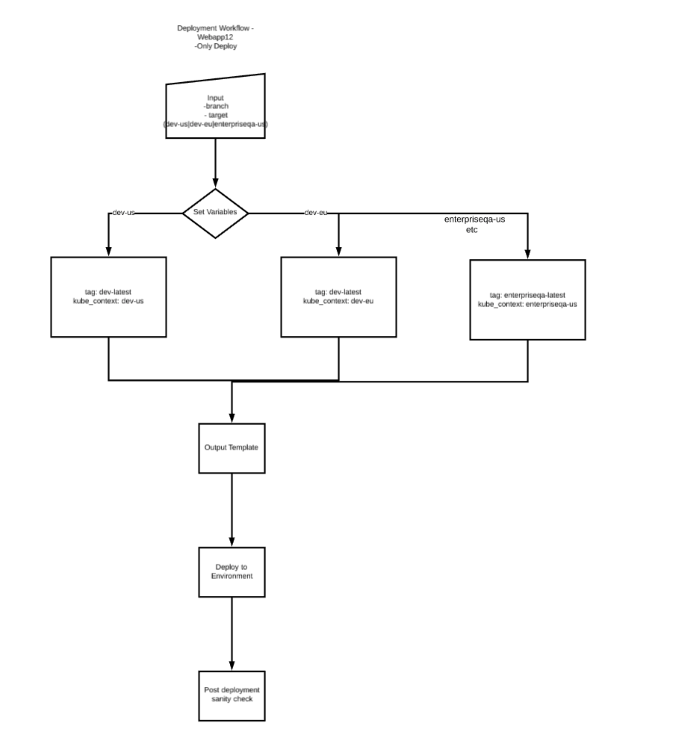 Deployment Workflow -
Webapp12
-Only Deploy
Input
-branch
- target
(dev-us|dev-eu|enterpriseqa-us)
Set Variables
dev-us
dev-eu
enterpriseqa-us
etc
tag: dev-latest
kube_context: dev-us
tag: dev-latest
kube_context: dev-eu
tag: enterpriseqa-latest
kube_context: enterpriseqa-us
Output Template
Deploy to
Environment
Post deployment
sanity check